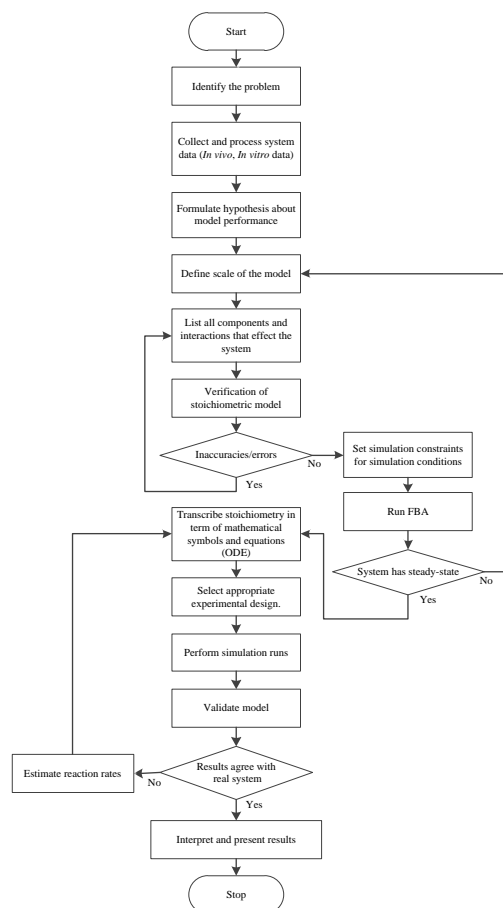 Start
Identify the problem
Collect and process system
data (In vivo, In vitro data)
Formulate hypothesis about
model performance
Define scale of the model
List all components and
interactions that effect the
system
Verification of
stoichiometric model
Inaccuracies/errors
No
Yes
Set simulation constraints
for simulation conditions
Run FBA
System has steady-state
No
Yes
Transcribe stoichiometry in
term of mathematical
symbols and equations
(ODE)
Select appropriate
experimental design.
Perform simulation runs
Validate model
Results agree with
real system
No
Estimate reaction rates
Yes
Interpret and present results
Stop